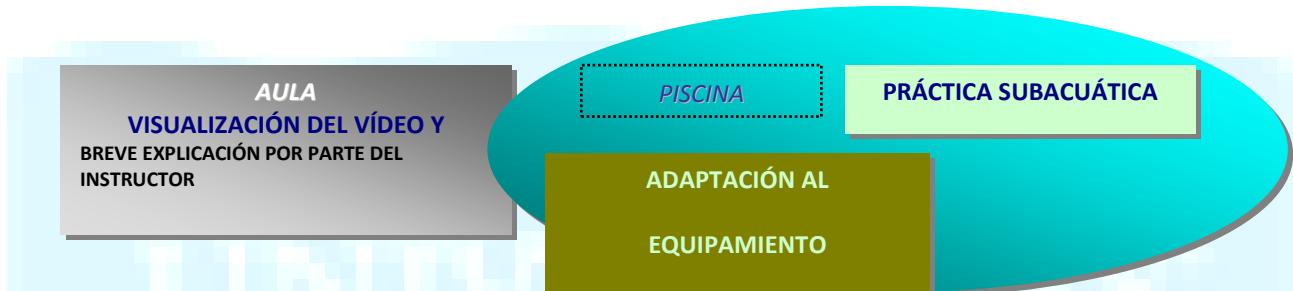 AULA
VISUALIZACIÓN DEL VÍDEO Y
BREVE EXPLICACIÓN POR PARTE DEL
INSTRUCTOR
PISCINA
PRÁCTICA SUBACUÁTICA
ADAPTACIÓN AL
EQUIPAMIENTO